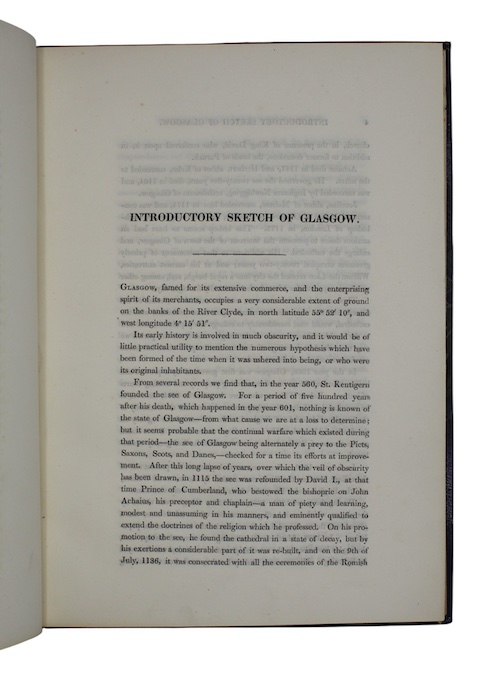 INTRODUCTORY SKETCH OF GLASGOW.
Glasgow, famed for its extensive commerce, and the enterprising
spirit of its merchants, occupies a very considerable extent of ground
on the banks of the River Clyde, in north latitude 55° 52′ 10″, and
west longitude 4° 15′ 51″.
Its early history is involved in much obscurity, and it would be of
little practical utility to mention the numerous hypothesis which have
been formed of the time when it was ushered into being, or who were
its original inhabitants.
From several records we find that, in the year 560, St. Kentigern
founded the see of Glasgow. For a period of five hundred years
after his death, which happened in the year 601, nothing is known of
the state of Glasgow—from what cause we are at a loss to determine;
but it seems probable that the continual warfare which existed during
that period—the see of Glasgow being alternately a prey to the Picts,
Saxons, Scots, and Danes,—checked for a time its efforts at improve-
ment. After this long lapse of years, over which the veil of obscurity
has been drawn, in 1115 the see was refounded by David I., at that
time Prince of Cumberland, who bestowed the bishopric on John
Achaius, his preceptor and chaplain—a man of piety and learning,
modest and unassuming in his manners, and eminently qualified to
extend the doctrines of the religion which he professed. On his pro-
motion to the see, he found the cathedral in a state of decay, but by
his exertions a considerable part of it was re-built, and on the 9th of
July, 1136, it was consecrated with all the ceremonies of the Romish